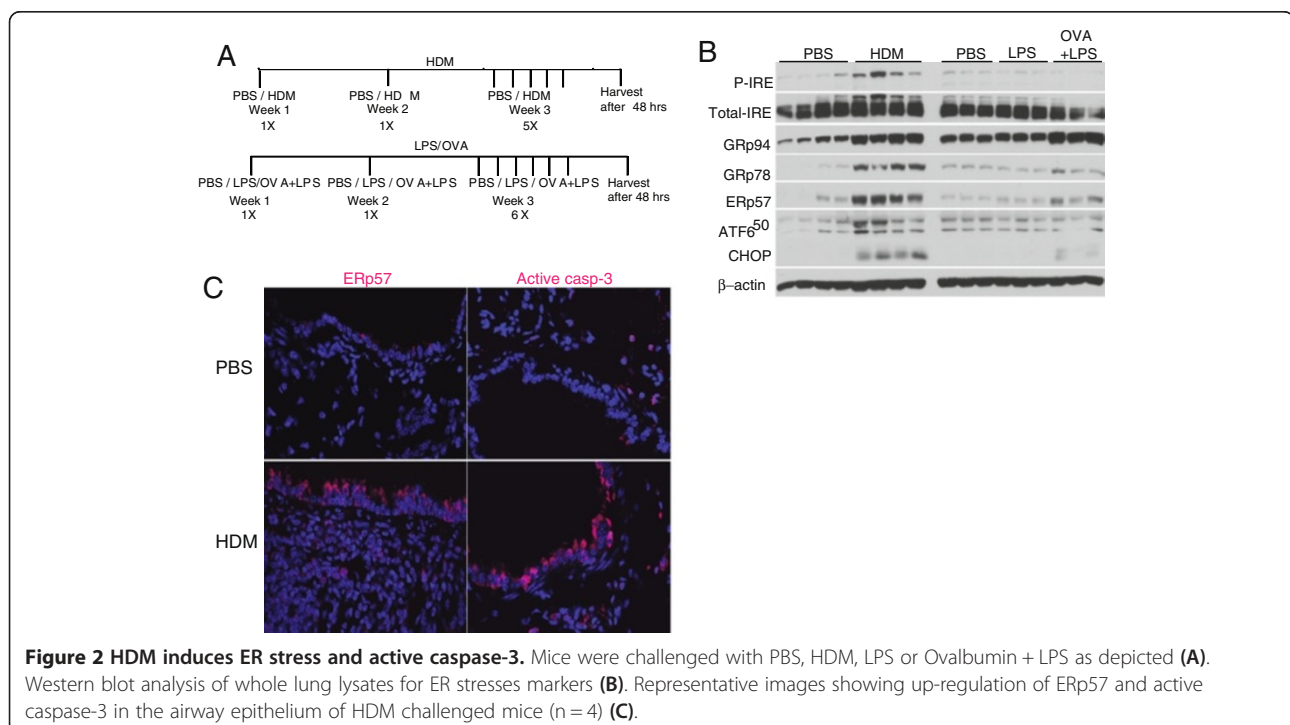 A
HDM
PBS / HDM
PBS / HD M
PBS / HDM
Harvest
after 48 hrs
Week 1
Week 2
Week 3
1X
1X
5X
LPS/OVA
PBS / LPS/OV A+LPS
PBS / LPS / OV A+LPS
PBS / LPS / OV A+LPS
Harvest
after 48 hrs
Week 1
Week 2
Week 3
1X
1X
6 X
B
PBS
HDM
PBS
LPS
OVA
+LPS
P-IRE
Total-IRE
GRp94
GRp78
ERp57
ATF650
CHOP
β-actin
C
ERp57
Active casp-3
PBS
HDM
Figure 2 HDM induces ER stress and active caspase-3. Mice were challenged with PBS, HDM, LPS or Ovalbumin + LPS as depicted (A).
Western blot analysis of whole lung lysates for ER stresses markers (B). Representative images showing up-regulation of ERp57 and active
caspase-3 in the airway epithelium of HDM challenged mice (n = 4) (C).